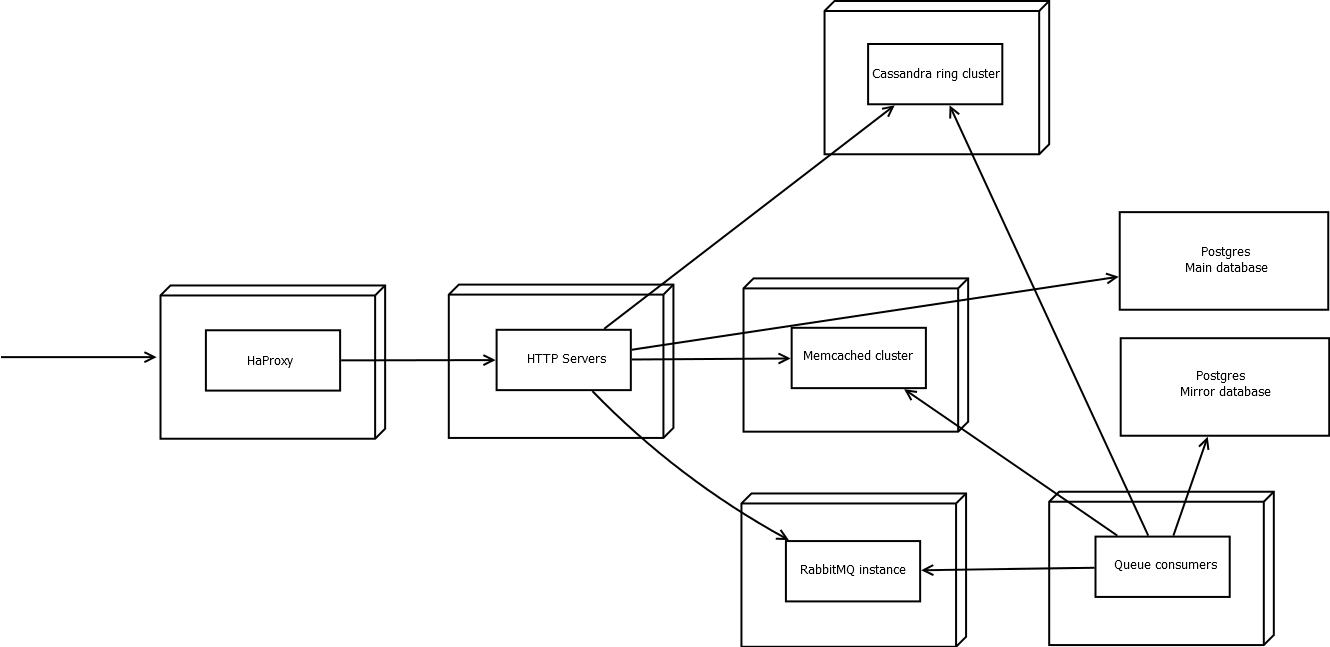 Cassandra ring cluster
Postgres
Main database
HaProxy
HTTP Servers
Memcached cluster
Postgres
Mirror database
RabbitMQ instance
Queue consumers